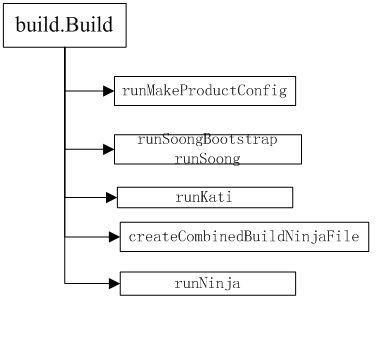 build.Build
runMakeProductConfig
runSoongBootstrap
runSoong
runKati
createCombinedBuildNinjaFile
runNinja